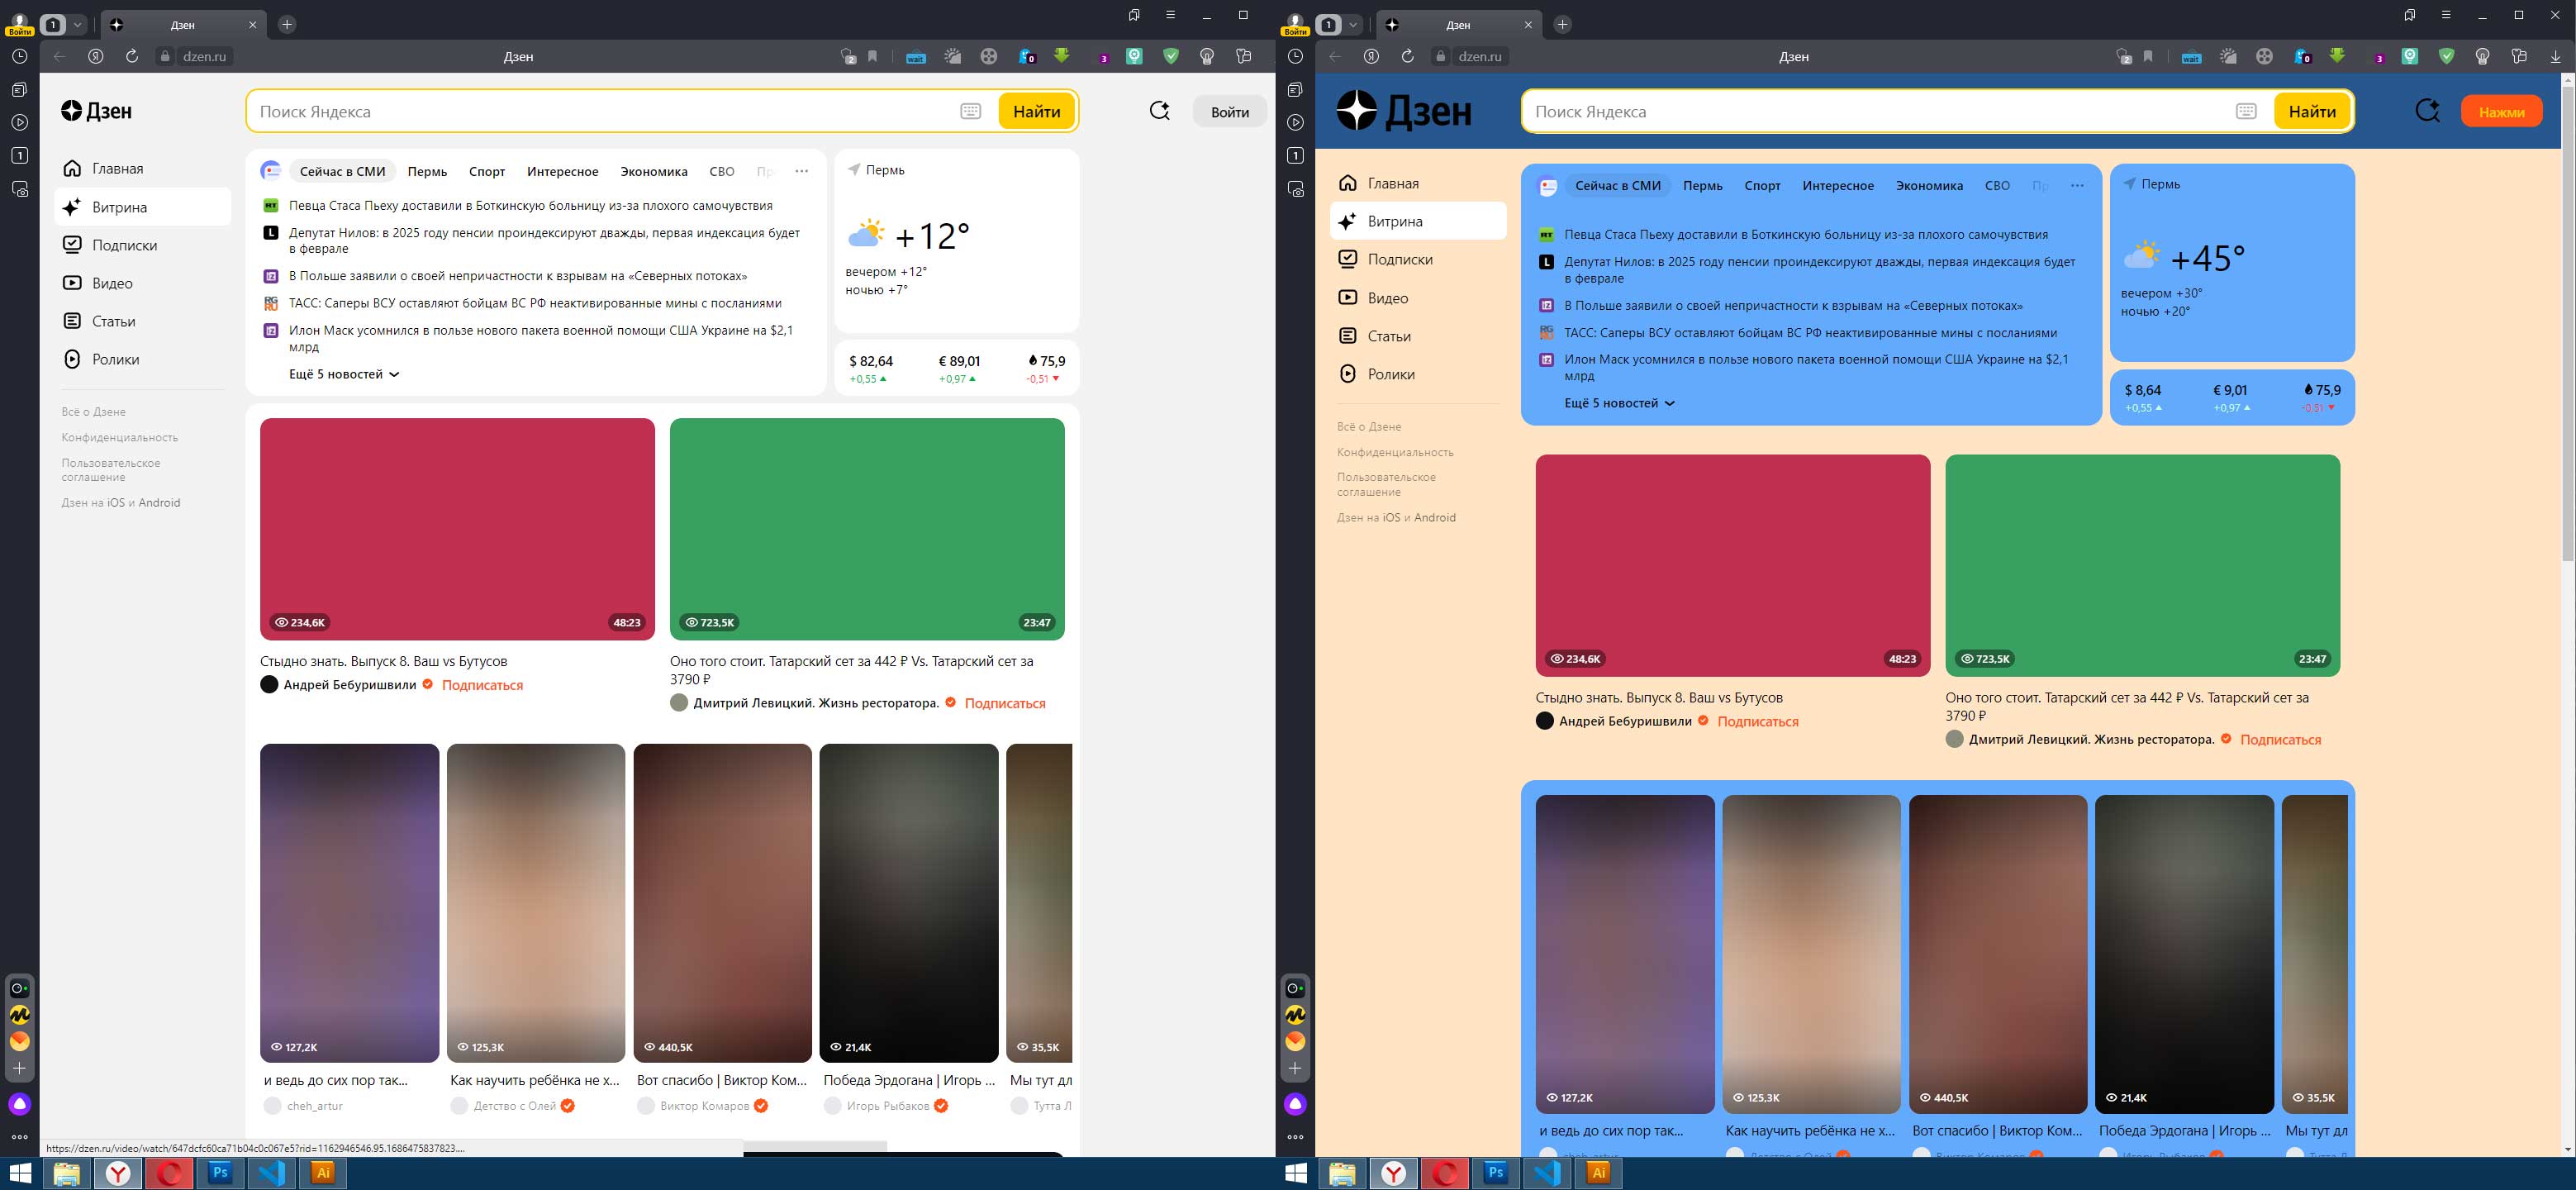 Войти
1
Дзен
dzen.ru
Дзен
2
wait
0
3
1
Дзен
Поиск Яндекса
Найти
Войти
Главная
Витрина
Подписки
Видео
Статьи
Ролики
Всё о Дзене
Конфиденциальность
Пользовательское
соглашение
Дзен на iOS и Android
Сейчас в СМИ Пермь Спорт Интересное Экономика СВО Пр
Певца Стаса Пьеху доставили в Боткинскую больницу из-за плохого самочувствия
Депутат Нилов: в 2025 году пенсии проиндексируют дважды, первая индексация будет
в феврале
В Польше заявили о своей непричастности к взрывам на «Северных потоках»
ТАСС: Саперы ВСУ оставляют бойцам ВС РФ неактивированные мины с посланиями
Илон Маск усомнился в пользе нового пакета военной помощи США Украине на $2,1
млрд
Ещё 5 новостей
Пермь
+12°
вечером +12°
ночью +7°
$ 82,64 € 89,01 75,9
+0,55 +0,97 -0,51
234,6K 48:23
723,5K 23:47
Стыдно знать. Выпуск 8. Ваш vs Бутусов
Андрей Бебуришвили Подписаться
Оно того стоит. Татарский сет за 442 ₽ Vs. Татарский сет за
3790 ₽
Дмитрий Левицкий. Жизнь ресторатора. Подписаться
127,2K 125,3K 440,5K 21,4K 35,5K
и ведь до сих пор так... Как научить ребёнка не х... Вот спасибо | Виктор Ком... Победа Эрдогана | Игорь ... Мы тут дл
cheh_artur Детство с Олей Виктор Комаров Игорь Рыбаков Тутта Л
https://dzen.ru/video/watch/647dcfc60ca71b04c0c067e5?rid=1162946546.95.1686475837823....
Ps Ai
Войти
1
Дзен
dzen.ru
Дзен
2
wait
0
3
1
Дзен
Поиск Яндекса
Найти
Нажми
Главная
Витрина
Подписки
Видео
Статьи
Ролики
Всё о Дзене
Конфиденциальность
Пользовательское
соглашение
Дзен на iOS и Android
Сейчас в СМИ Пермь Спорт Интересное Экономика СВО Пр
Певца Стаса Пьеху доставили в Боткинскую больницу из-за плохого самочувствия
Депутат Нилов: в 2025 году пенсии проиндексируют дважды, первая индексация будет
в феврале
В Польше заявили о своей непричастности к взрывам на «Северных потоках»
ТАСС: Саперы ВСУ оставляют бойцам ВС РФ неактивированные мины с посланиями
Илон Маск усомнился в пользе нового пакета военной помощи США Украине на $2,1
млрд
Ещё 5 новостей
Пермь
+45°
вечером +30°
ночью +20°
$ 8,64 € 9,01 75,9
+0,55 +0,97 -0,51
234,6K 48:23
723,5K 23:47
Стыдно знать. Выпуск 8. Ваш vs Бутусов
Андрей Бебуришвили Подписаться
Оно того стоит. Татарский сет за 442 ₽ Vs. Татарский сет за
3790 ₽
Дмитрий Левицкий. Жизнь ресторатора. Подписаться
127,2K 125,3K 440,5K 21,4K 35,5K
и ведь до сих пор так... Как научить ребёнка не х... Вот спасибо | Виктор Ком... Победа Эрдогана | Игорь ... Мы тут дл
Ps Ai